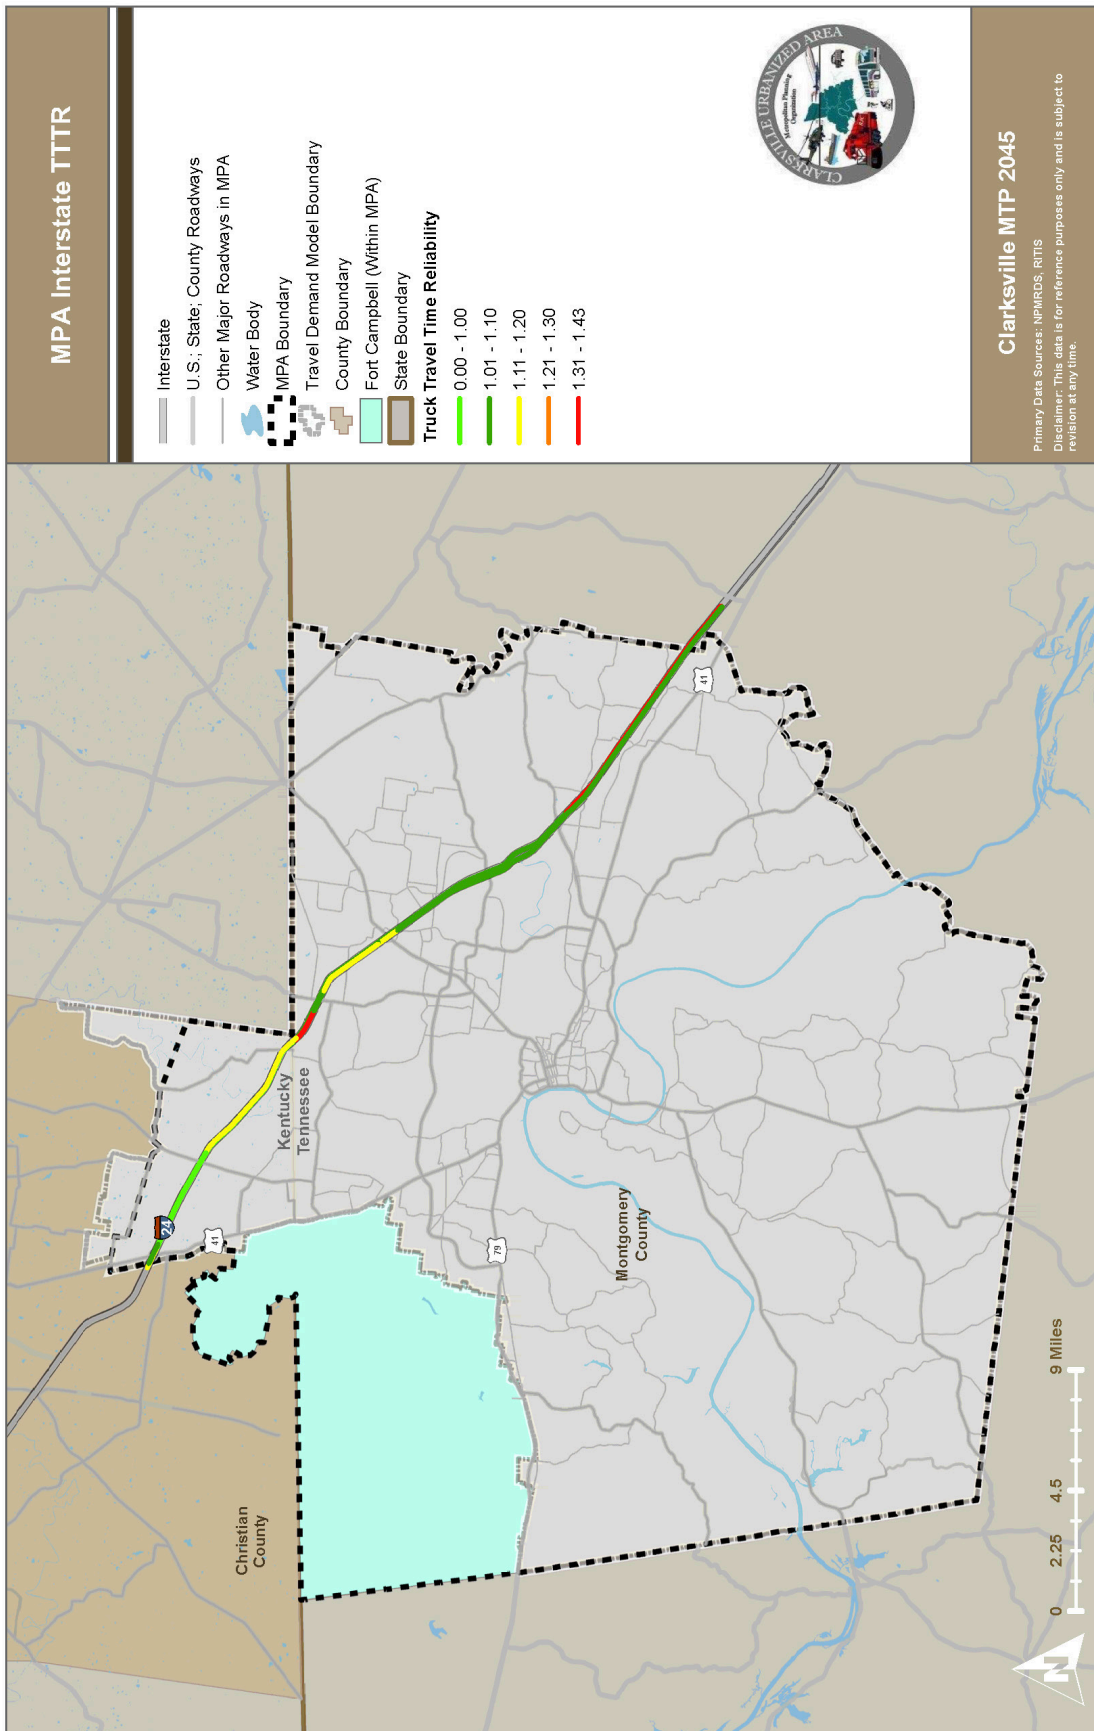 MPA Interstate TTTR
Interstate
U.S.; State; County Roadways
Other Major Roadways in MPA
Water Body
MPA Boundary
Travel Demand Model Boundary
County Boundary
Fort Campbell (Within MPA)
State Boundary
Truck Travel Time Reliability
0.00 - 1.00
1.01 - 1.10
1.11 - 1.20
1.21 - 1.30
1.31 - 1.43
CLARKSVILLE URBANIZED AREA
Metropolitan Planning
Organization
Clarksville MTP 2045
Primary Data Sources: NPMRDS, RITIS
Disclaimer: This data is for reference purposes only and is subject to
revision at any time.
Christian
County
24
41
Kentucky
Tennessee
79
Montgomery
County
41
N
0 2.25 4.5 9 Miles